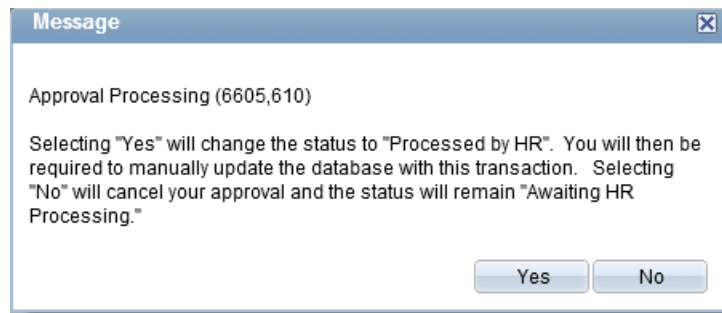 Message
Approval Processing (6605,610)
Selecting "Yes" will change the status to "Processed by HR". You will then be
required to manually update the database with this transaction. Selecting
"No" will cancel your approval and the status will remain "Awaiting HR
Processing."
Yes No